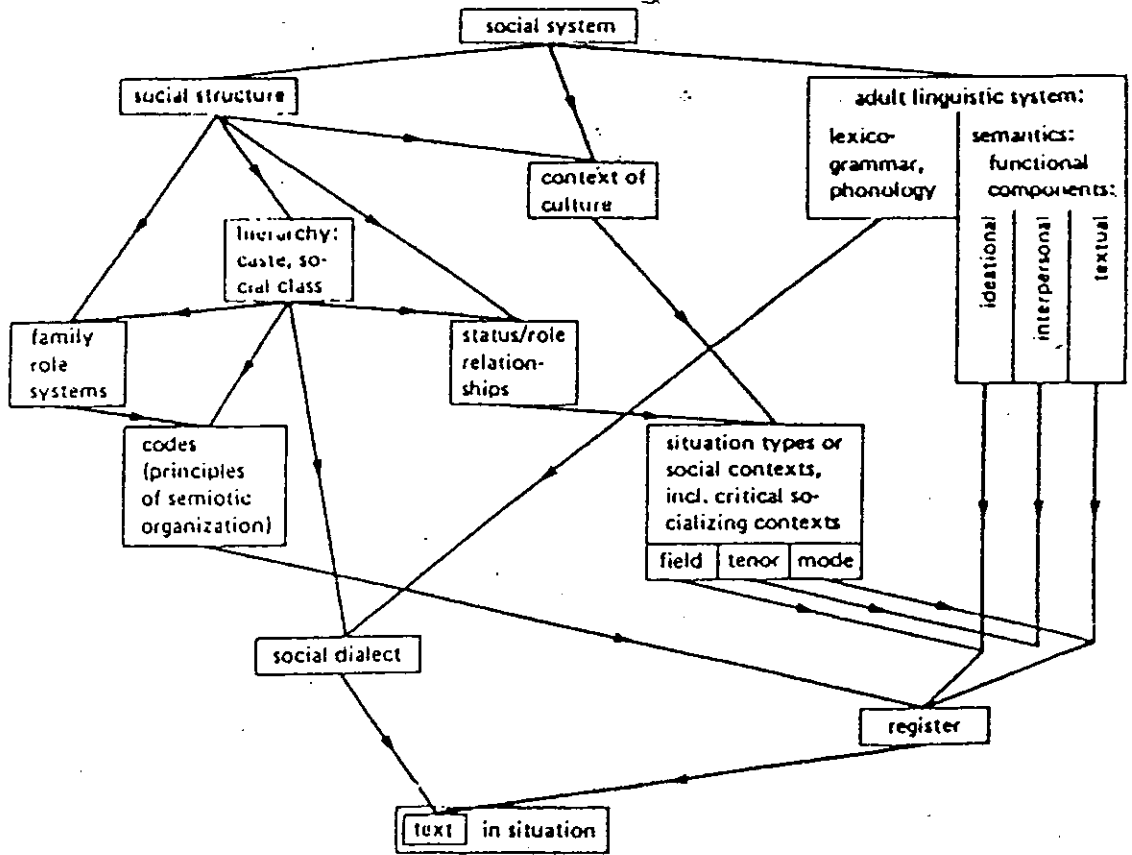 social system
social structure
adult linguistic system:
lexico-
grammar,
phonology
semantics:
functional
components:
ideational
interpersonal
textual
context of
culture
hierarchy:
caste, so-
cial class
family
role
systems
status/role
relation-
ships
codes
(principles
of semiotic
organization)
situation types or
social contexts,
incl. critical so-
cializing contexts
field tenor mode
social dialect
register
text in situation